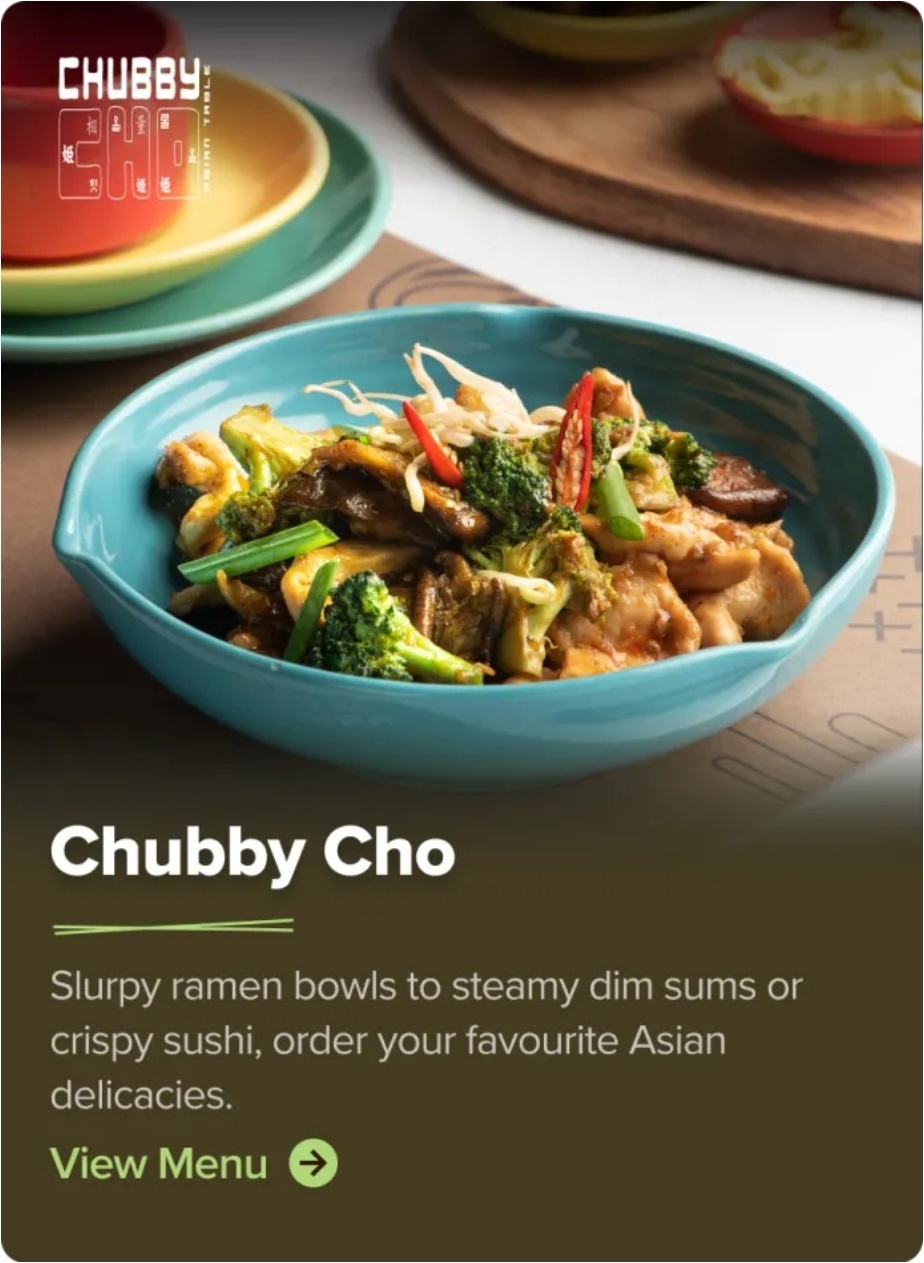 CHUBBY
CHO
ASIAN TABLE
Chubby Cho
Slurpy ramen bowls to steamy dim sums or
crispy sushi, order your favourite Asian
delicacies.
View Menu